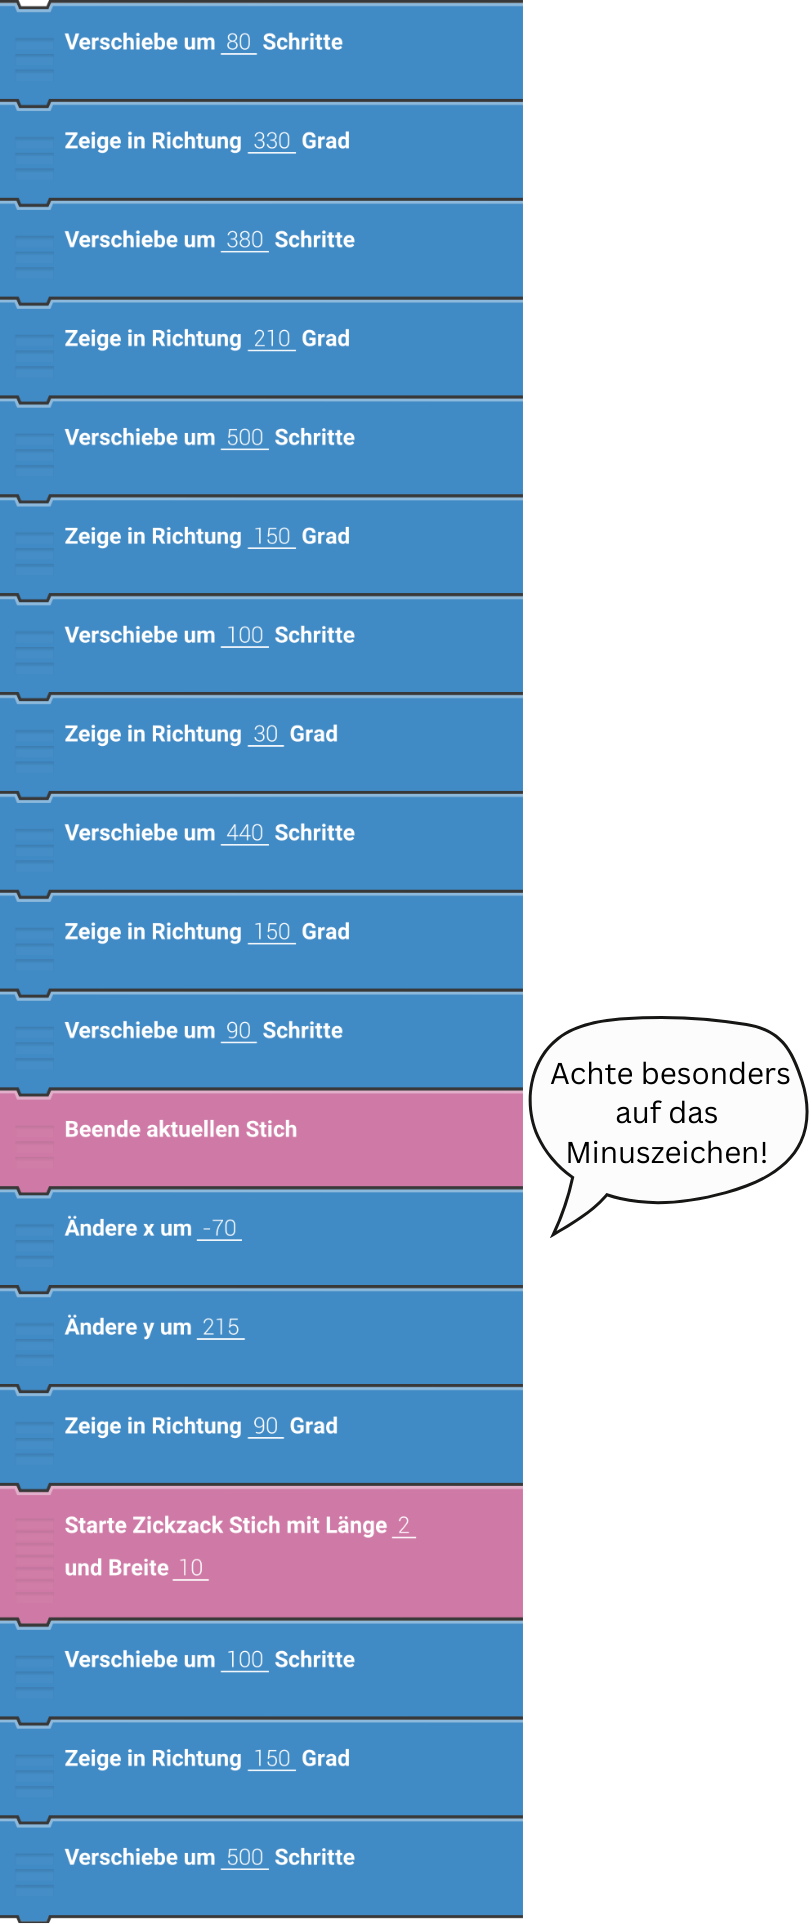 Verschiebe um 80 Schritte
Zeige in Richtung 330 Grad
Verschiebe um 380 Schritte
Zeige in Richtung 210 Grad
Verschiebe um 500 Schritte
Zeige in Richtung 150 Grad
Verschiebe um 100 Schritte
Zeige in Richtung 30 Grad
Verschiebe um 440 Schritte
Zeige in Richtung 150 Grad
Verschiebe um 90 Schritte
Achte besonders
auf das
Minuszeichen!
Beende aktuellen Stich
Ändere x um -70
Ändere y um 215
Zeige in Richtung 90 Grad
Starte Zickzack Stich mit Länge 2
und Breite 10
Verschiebe um 100 Schritte
Zeige in Richtung 150 Grad
Verschiebe um 500 Schritte